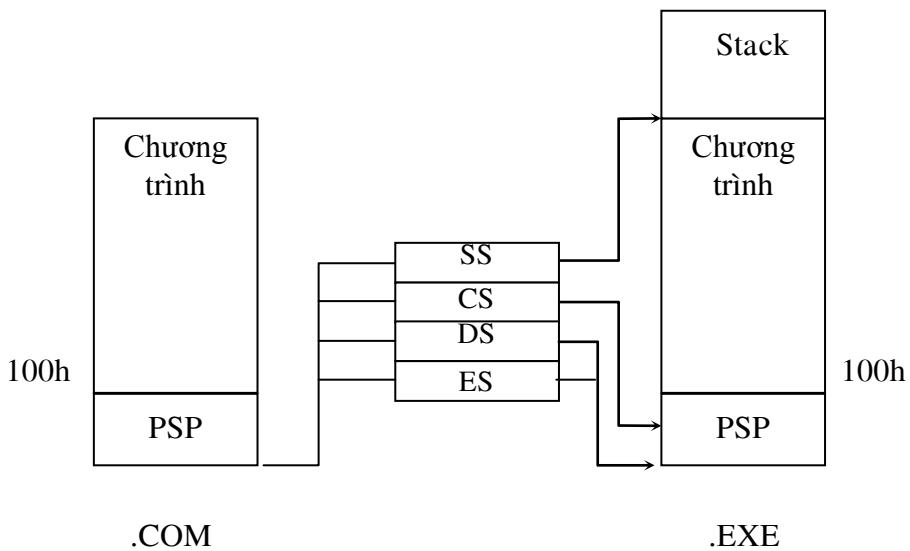 Stack
Chương
trình
Chương
trình
SS
CS
DS
ES
100h
100h
PSP
PSP
.COM
.EXE